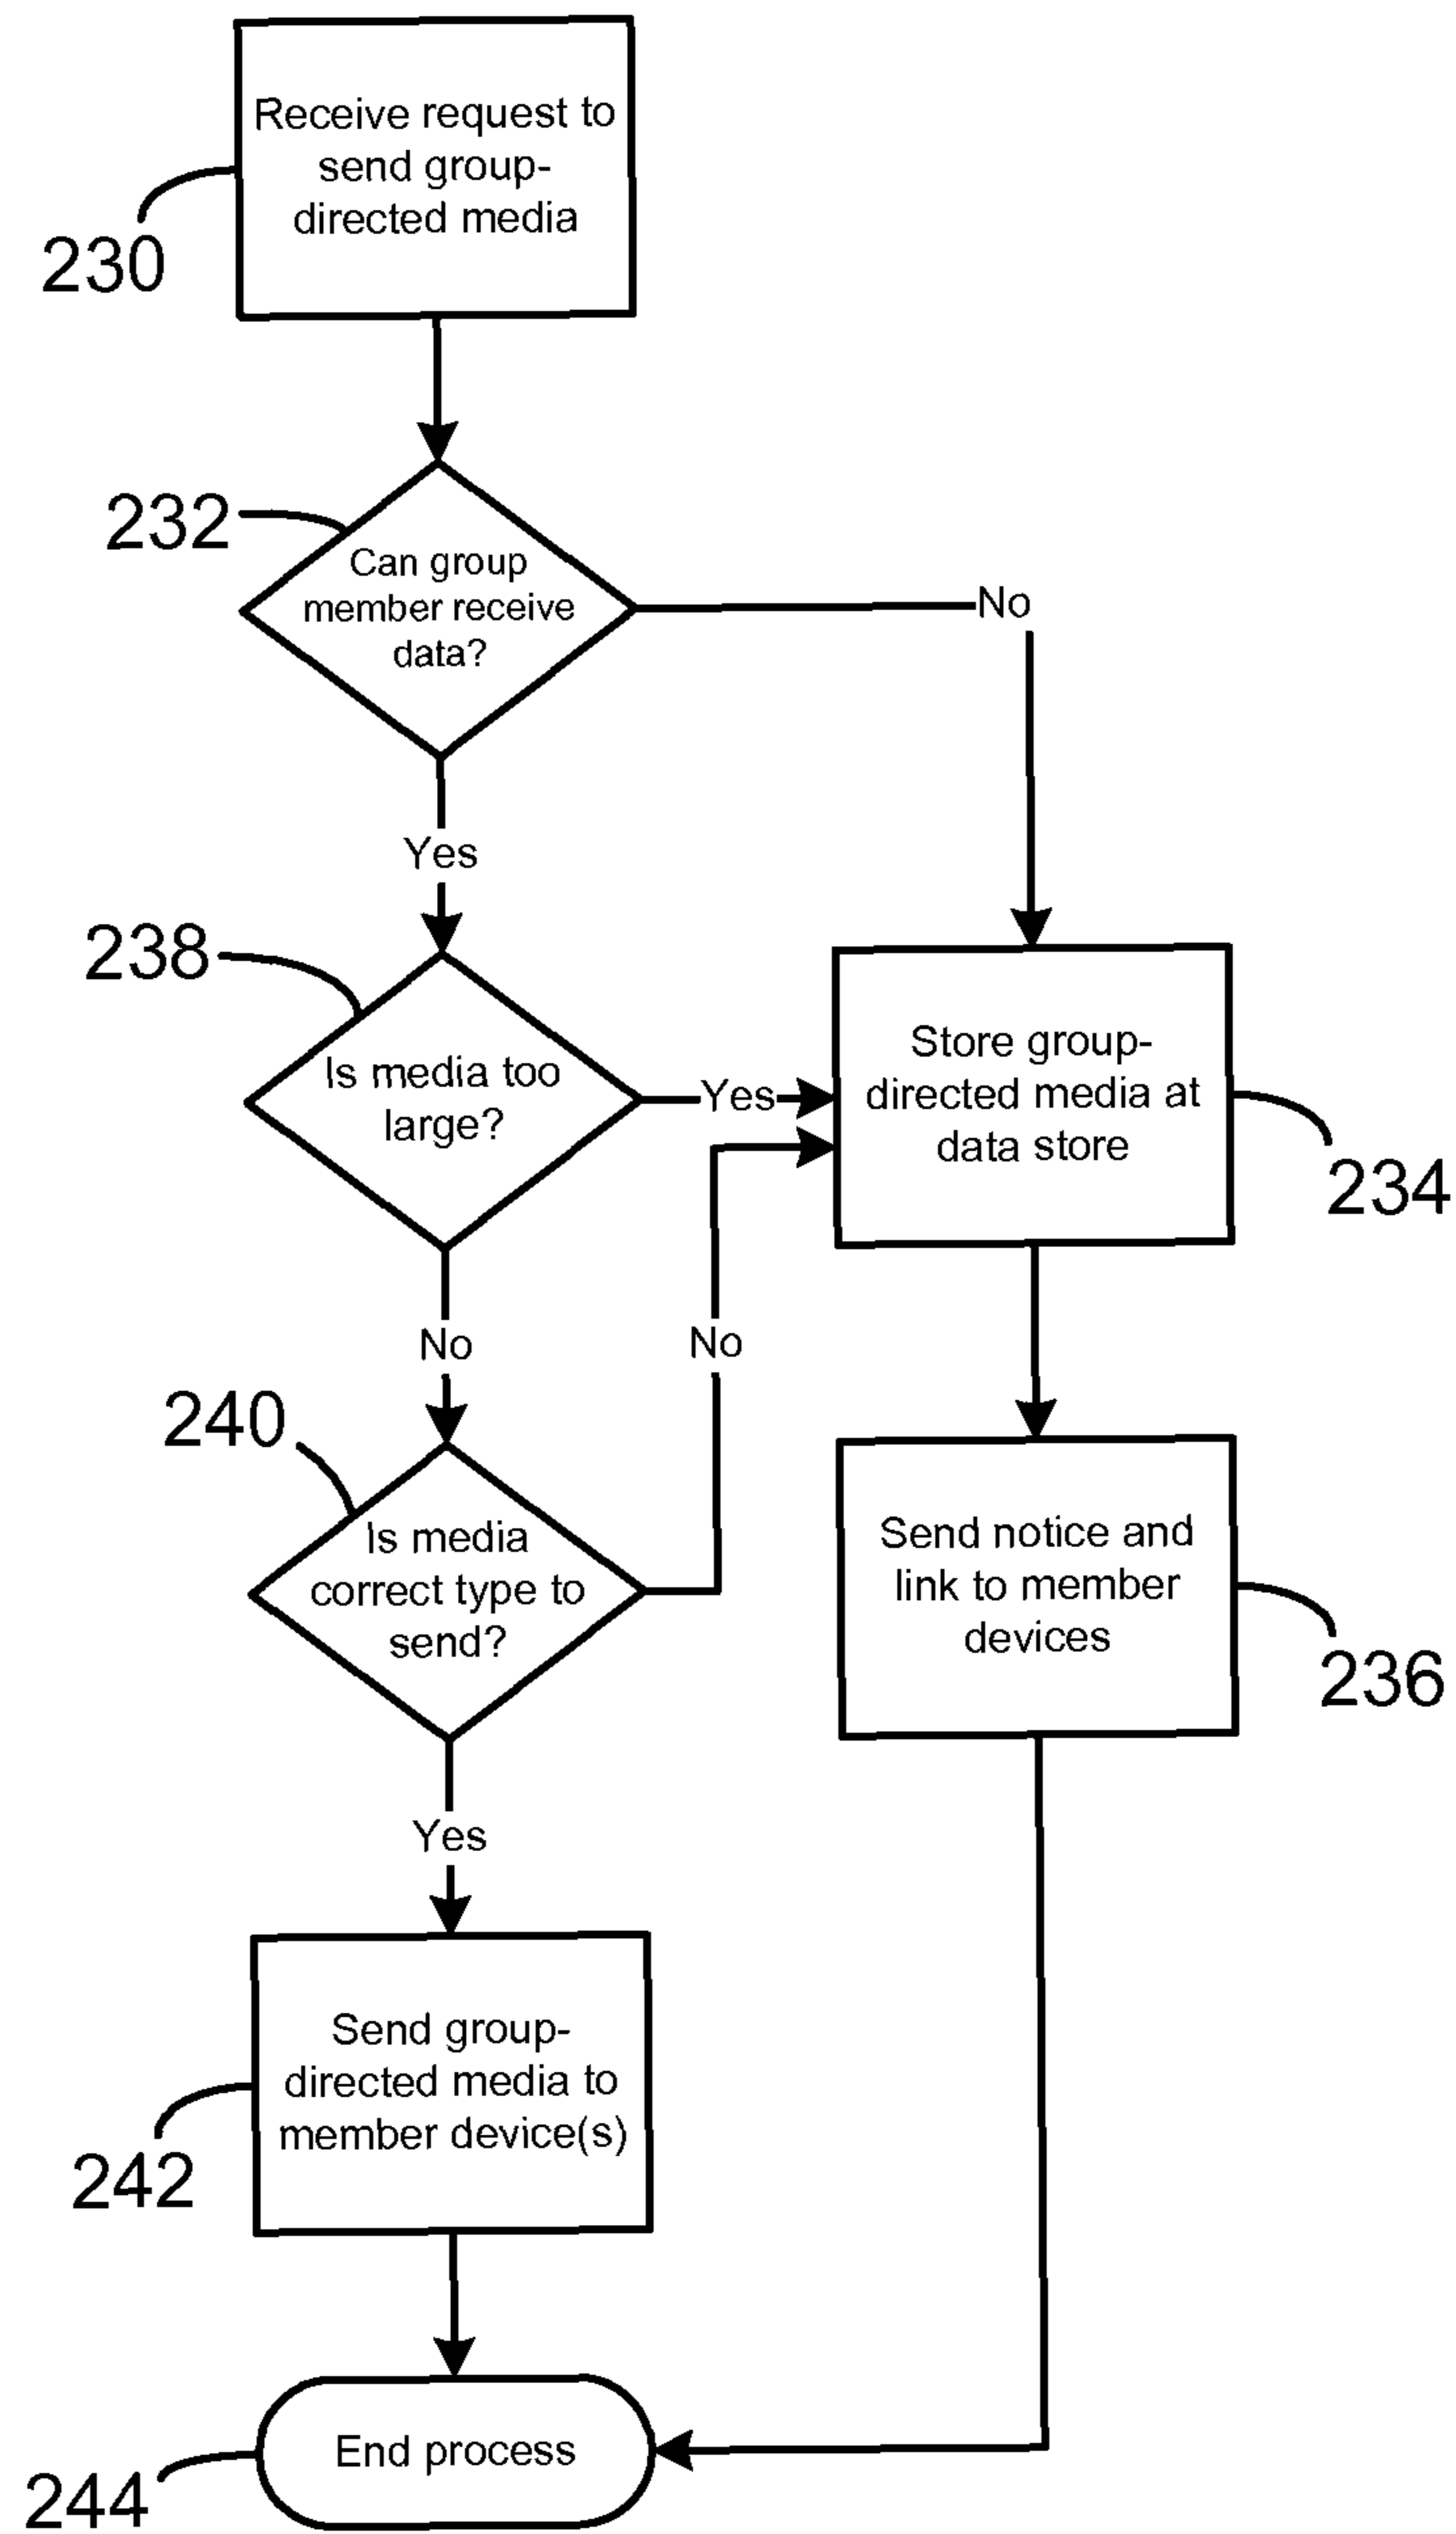 Receive request to
send group-
directed media
230
232
Can group
member receive
data?
No
Yes
238
Is media too
large?
Yes
Store group-
directed media at
data store
234
No
No
240
Is media
correct type to
send?
Send notice and
link to member
devices
236
Yes
Send group-
directed media to
member device(s)
242
End process
244